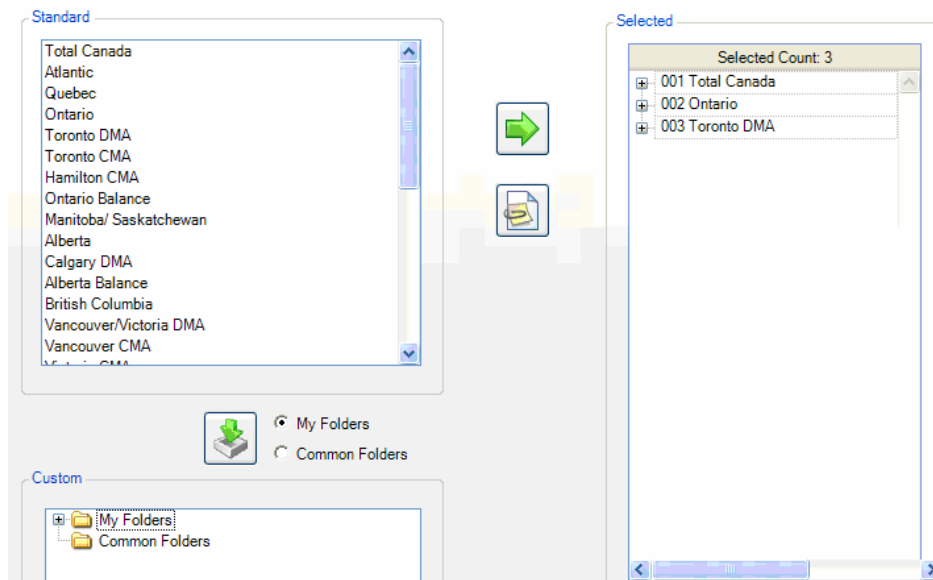 Standard
Total Canada
Atlantic
Quebec
Ontario
Toronto DMA
Toronto CMA
Hamilton CMA
Ontario Balance
Manitoba/ Saskatchewan
Alberta
Calgary DMA
Alberta Balance
British Columbia
Vancouver/Victoria DMA
Vancouver CMA
My Folders
Common Folders
Custom
My Folders
Common Folders
Selected
Selected Count: 3
001 Total Canada
002 Ontario
003 Toronto DMA